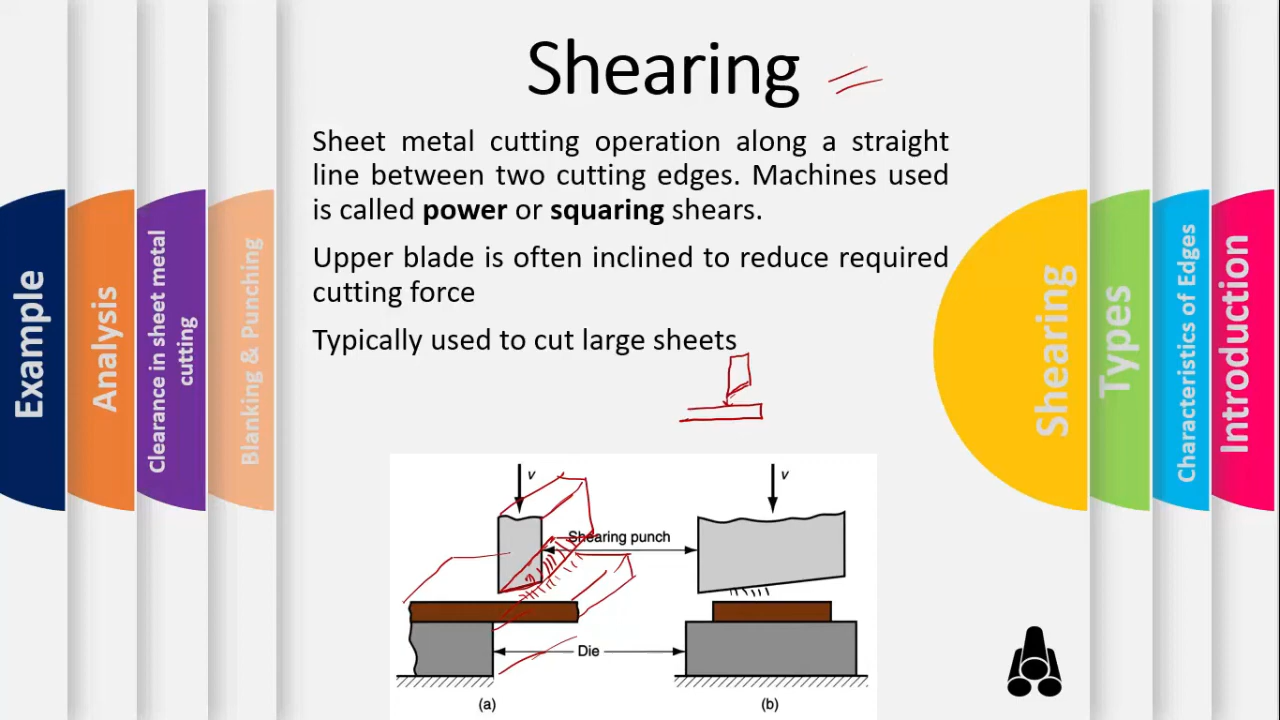 Shearing
Sheet metal cutting operation along a straight
line between two cutting edges. Machines used
is called power or squaring shears.
Upper blade is often inclined to reduce required
cutting force
Typically used to cut large sheets
Example
Analysis
Clearance in sheet metal
cutting
Blanking & Punching
Shearing
Types
Characteristics of Edges
Introduction
v
v
Shearing punch
Die
(a)
(b)